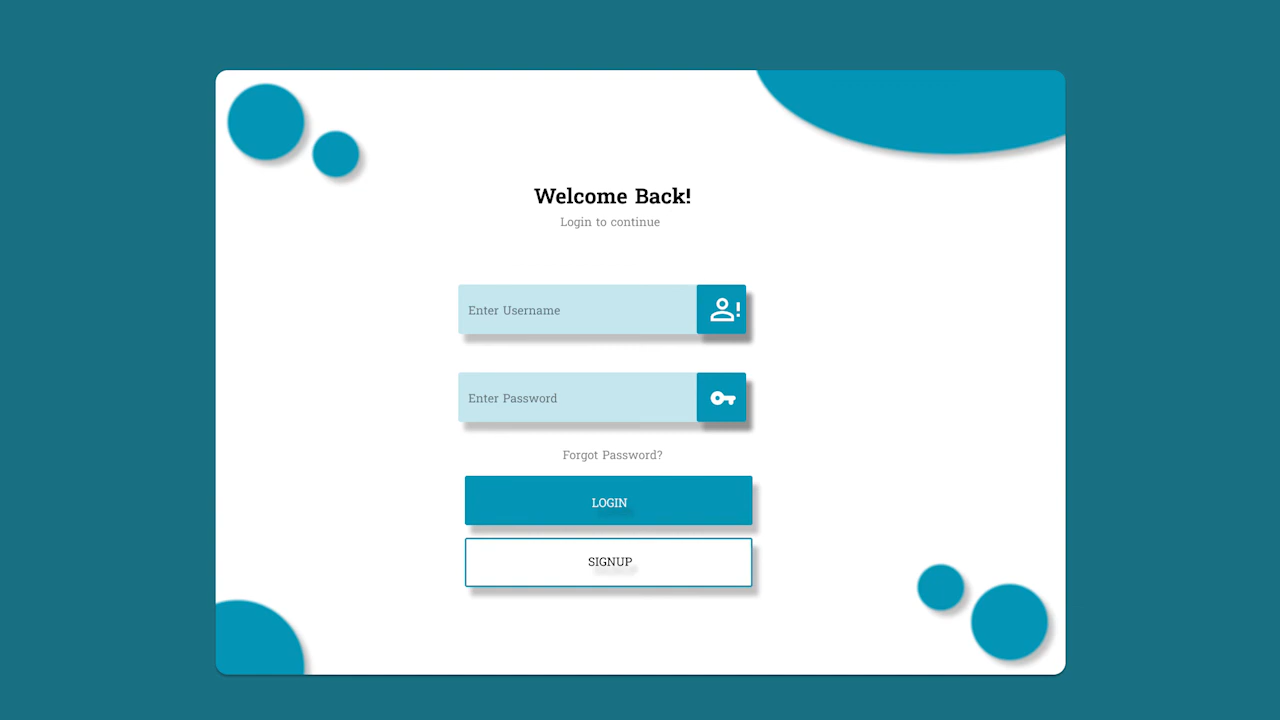 Welcome Back!
Login to continue
Enter Username
Enter Password
Forgot Password?
LOGIN
SIGNUP